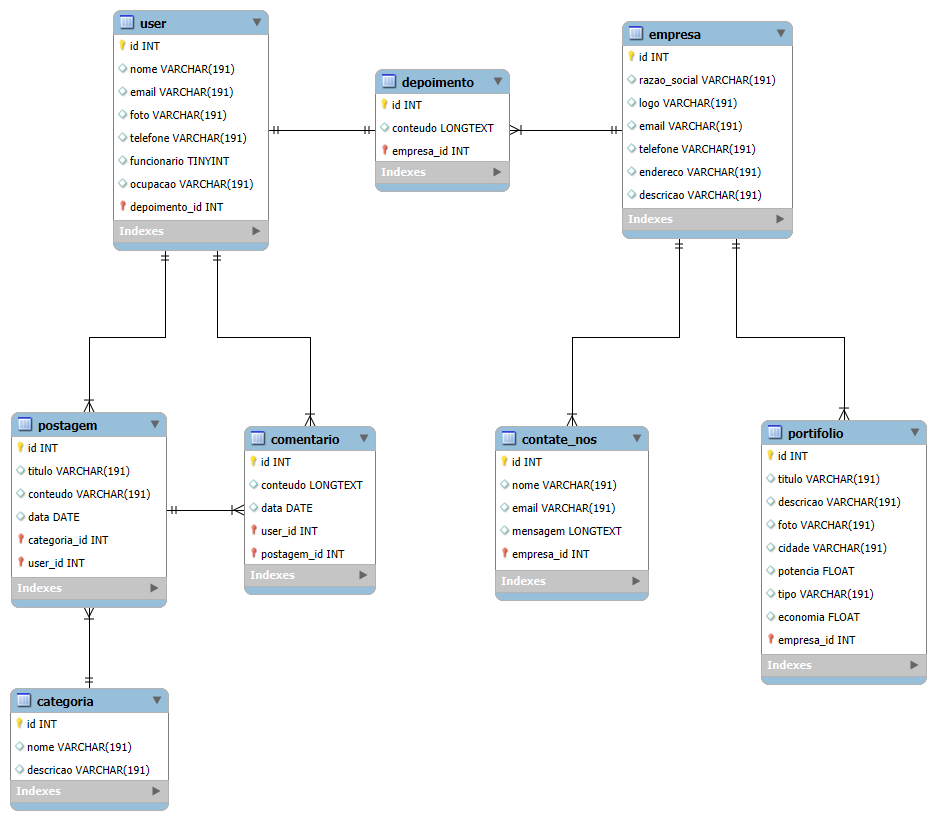 user
id INT
nome VARCHAR(191)
email VARCHAR(191)
foto VARCHAR(191)
telefone VARCHAR(191)
funcionario TINYINT
ocupacao VARCHAR(191)
depoimento_id INT
Indexes
depoimento
id INT
conteudo LONGTEXT
empresa_id INT
Indexes
empresa
id INT
razao_social VARCHAR(191)
logo VARCHAR(191)
email VARCHAR(191)
telefone VARCHAR(191)
endereco VARCHAR(191)
descricao VARCHAR(191)
Indexes
postagem
id INT
titulo VARCHAR(191)
conteudo VARCHAR(191)
data DATE
categoria_id INT
user_id INT
Indexes
comentario
id INT
conteudo LONGTEXT
data DATE
user_id INT
postagem_id INT
Indexes
contate_nos
id INT
nome VARCHAR(191)
email VARCHAR(191)
mensagem LONGTEXT
empresa_id INT
Indexes
portifolio
id INT
titulo VARCHAR(191)
descricao VARCHAR(191)
foto VARCHAR(191)
cidade VARCHAR(191)
potencia FLOAT
tipo VARCHAR(191)
economia FLOAT
empresa_id INT
Indexes
categoria
id INT
nome VARCHAR(191)
descricao VARCHAR(191)
Indexes